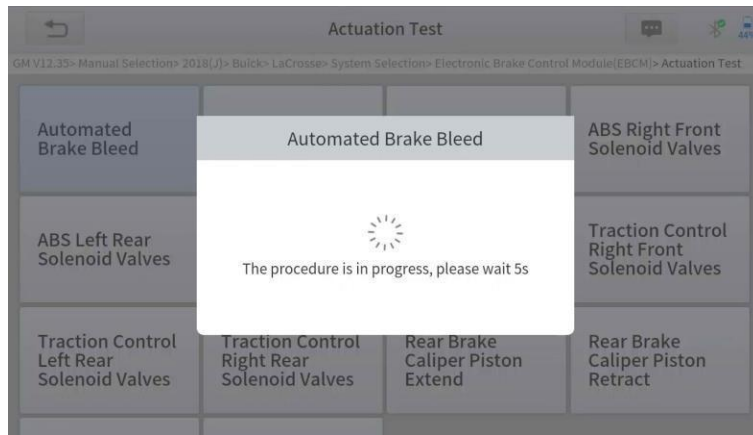 Actuation Test
44%
GM V12.35> Manual Selection> 2018(J)> Buick> LaCrosse> System Selection> Electronic Brake Control Module(EBCM)> Actuation Test
Automated
Brake Bleed
ABS Right Front
Solenoid Valves
Automated Brake Bleed
The procedure is in progress, please wait 5s
ABS Left Rear
Solenoid Valves
Traction Control
Right Front
Solenoid Valves
Traction Control
Left Rear
Solenoid Valves
Traction Control
Right Rear
Solenoid Valves
Rear Brake
Caliper Piston
Extend
Rear Brake
Caliper Piston
Retract